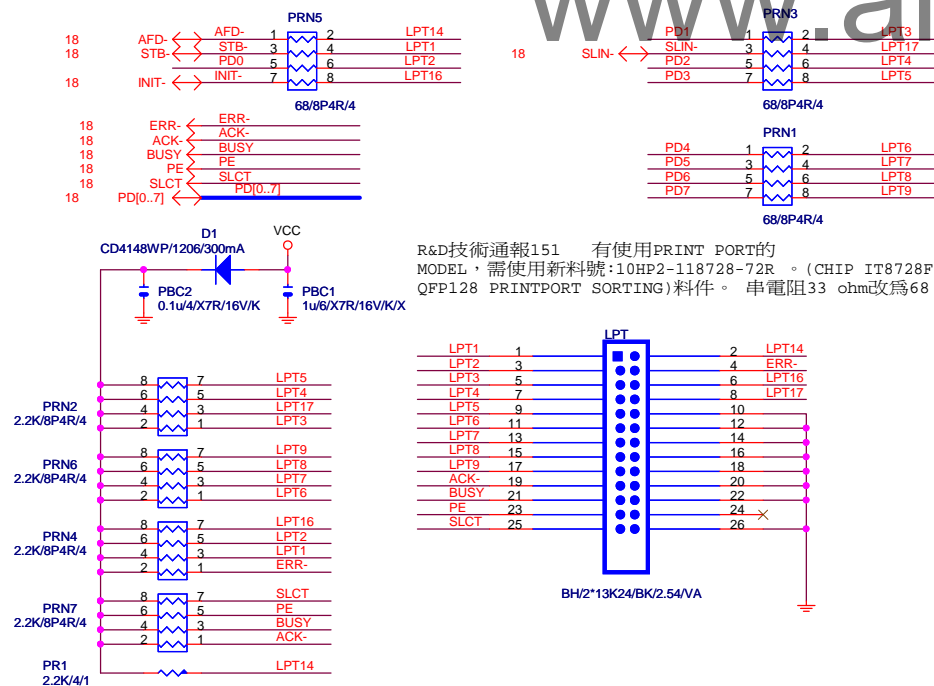 www.al
PRN5
18 AFD- AFD- 1 2 LPT14
18 STB- STB- 3 4 LPT1
PD0 5 6 LPT2
18 INIT- INIT- 7 8 LPT16
68/8P4R/4
PRN3
PD1 1 2 LPT3
18 SLIN- SLIN- 3 4 LPT17
PD2 5 6 LPT4
PD3 7 8 LPT5
68/8P4R/4
18 ERR- ERR-
18 ACK- ACK-
18 BUSY BUSY
18 PE PE
18 SLCT SLCT
18 PD[0..7] PD[0..7]
PRN1
PD4 1 2 LPT6
PD5 3 4 LPT7
PD6 5 6 LPT8
PD7 7 8 LPT9
68/8P4R/4
D1
CD4148WP/1206/300mA
VCC
PBC2
0.1u/4/X7R/16V/K
PBC1
1u/6/X7R/16V/K/X
R&D技術通報151 有使用PRINT PORT的
MODEL,需使用新料號:10HP2-118728-72R 。(CHIP IT8728F
QFP128 PRINTPORT SORTING)料件。 串電阻33 ohm改為68
8 7 LPT5
6 5 LPT4
4 3 LPT17
2 1 LPT3
PRN2
2.2K/8P4R/4
8 7 LPT9
6 5 LPT8
4 3 LPT7
2 1 LPT6
PRN6
2.2K/8P4R/4
8 7 LPT16
6 5 LPT2
4 3 LPT1
2 1 ERR-
PRN4
2.2K/8P4R/4
8 7 SLCT
6 5 PE
4 3 BUSY
2 1 ACK-
PRN7
2.2K/8P4R/4
PR1
2.2K/4/1
LPT14
LPT
LPT1 1 2 LPT14
LPT2 3 4 ERR-
LPT3 5 6 LPT16
LPT4 7 8 LPT17
LPT5 9 10
LPT6 11 12
LPT7 13 14
LPT8 15 16
LPT9 17 18
ACK- 19 20
BUSY 21 22
PE 23 24
SLCT 25 26
BH/2*13K24/BK/2.54/VA